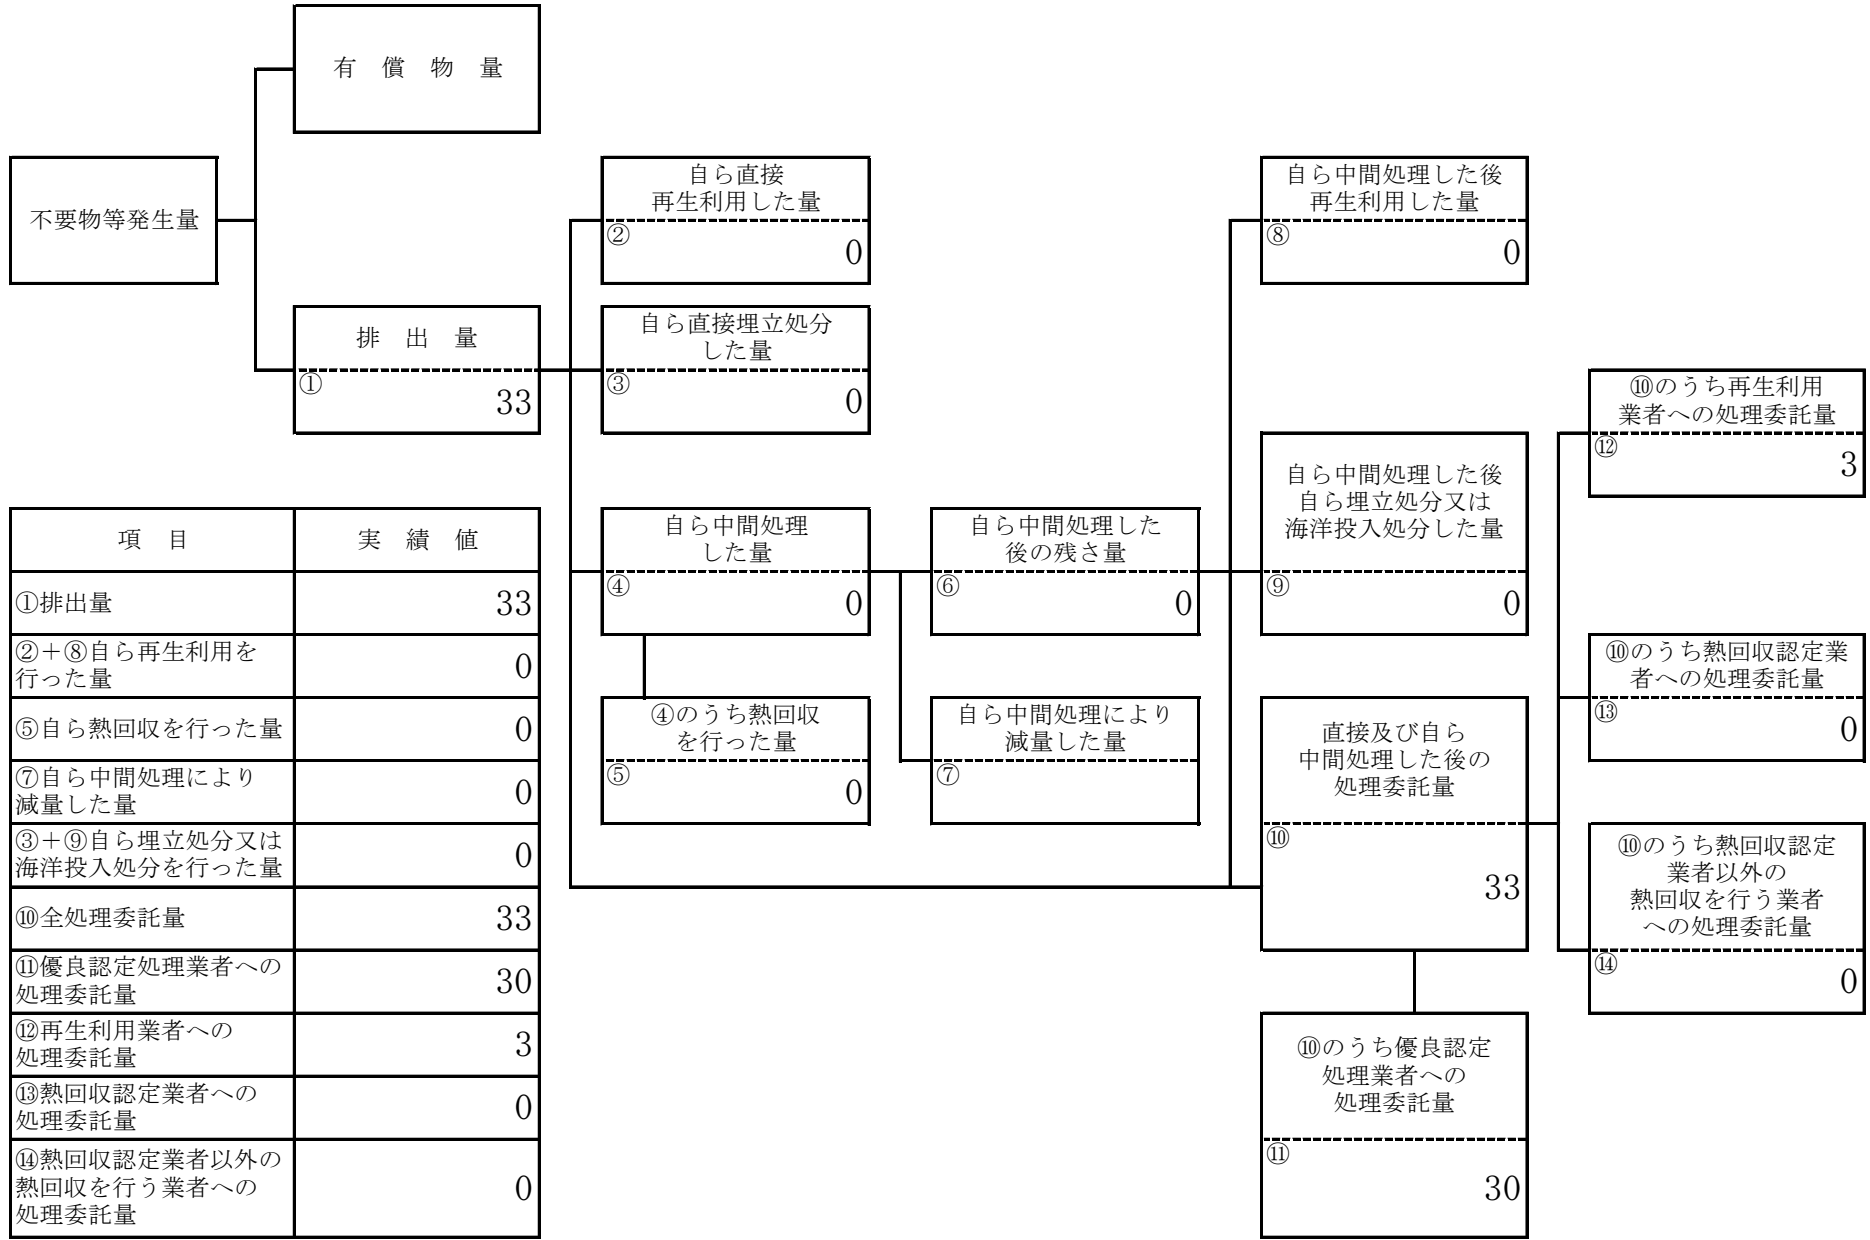 有　償　物　量
不要物等発生量
排　出　量
①
33
自ら直接
再生利用した量
②
0
自ら直接埋立処分
した量
③
0
自ら中間処理
した量
④
0
④のうち熱回収
を行った量
⑤
0
自ら中間処理した
後の残さ量
⑥
0
自ら中間処理により
減量した量
⑦
自ら中間処理した後
再生利用した量
⑧
0
自ら中間処理した後
自ら埋立処分又は
海洋投入処分した量
⑨
0
直接及び自ら
中間処理した後の
処理委託量
⑩
33
⑩のうち優良認定
処理業者への
処理委託量
⑪
30
⑩のうち再生利用
業者への処理委託量
⑫
3
⑩のうち熱回収認定業
者への処理委託量
⑬
0
⑩のうち熱回収認定
業者以外の
熱回収を行う業者
への処理委託量
⑭
0
項　目　実　績　値
①排出量　33
②＋⑧自ら再生利用を
行った量　0
⑤自ら熱回収を行った量　0
⑦自ら中間処理により
減量した量　0
③＋⑨自ら埋立処分又は
海洋投入処分を行った量　0
⑩全処理委託量　33
⑪優良認定処理業者への
処理委託量　30
⑫再生利用業者への
処理委託量　3
⑬熱回収認定業者への
処理委託量　0
⑭熱回収認定業者以外の
熱回収を行う業者への
処理委託量　0